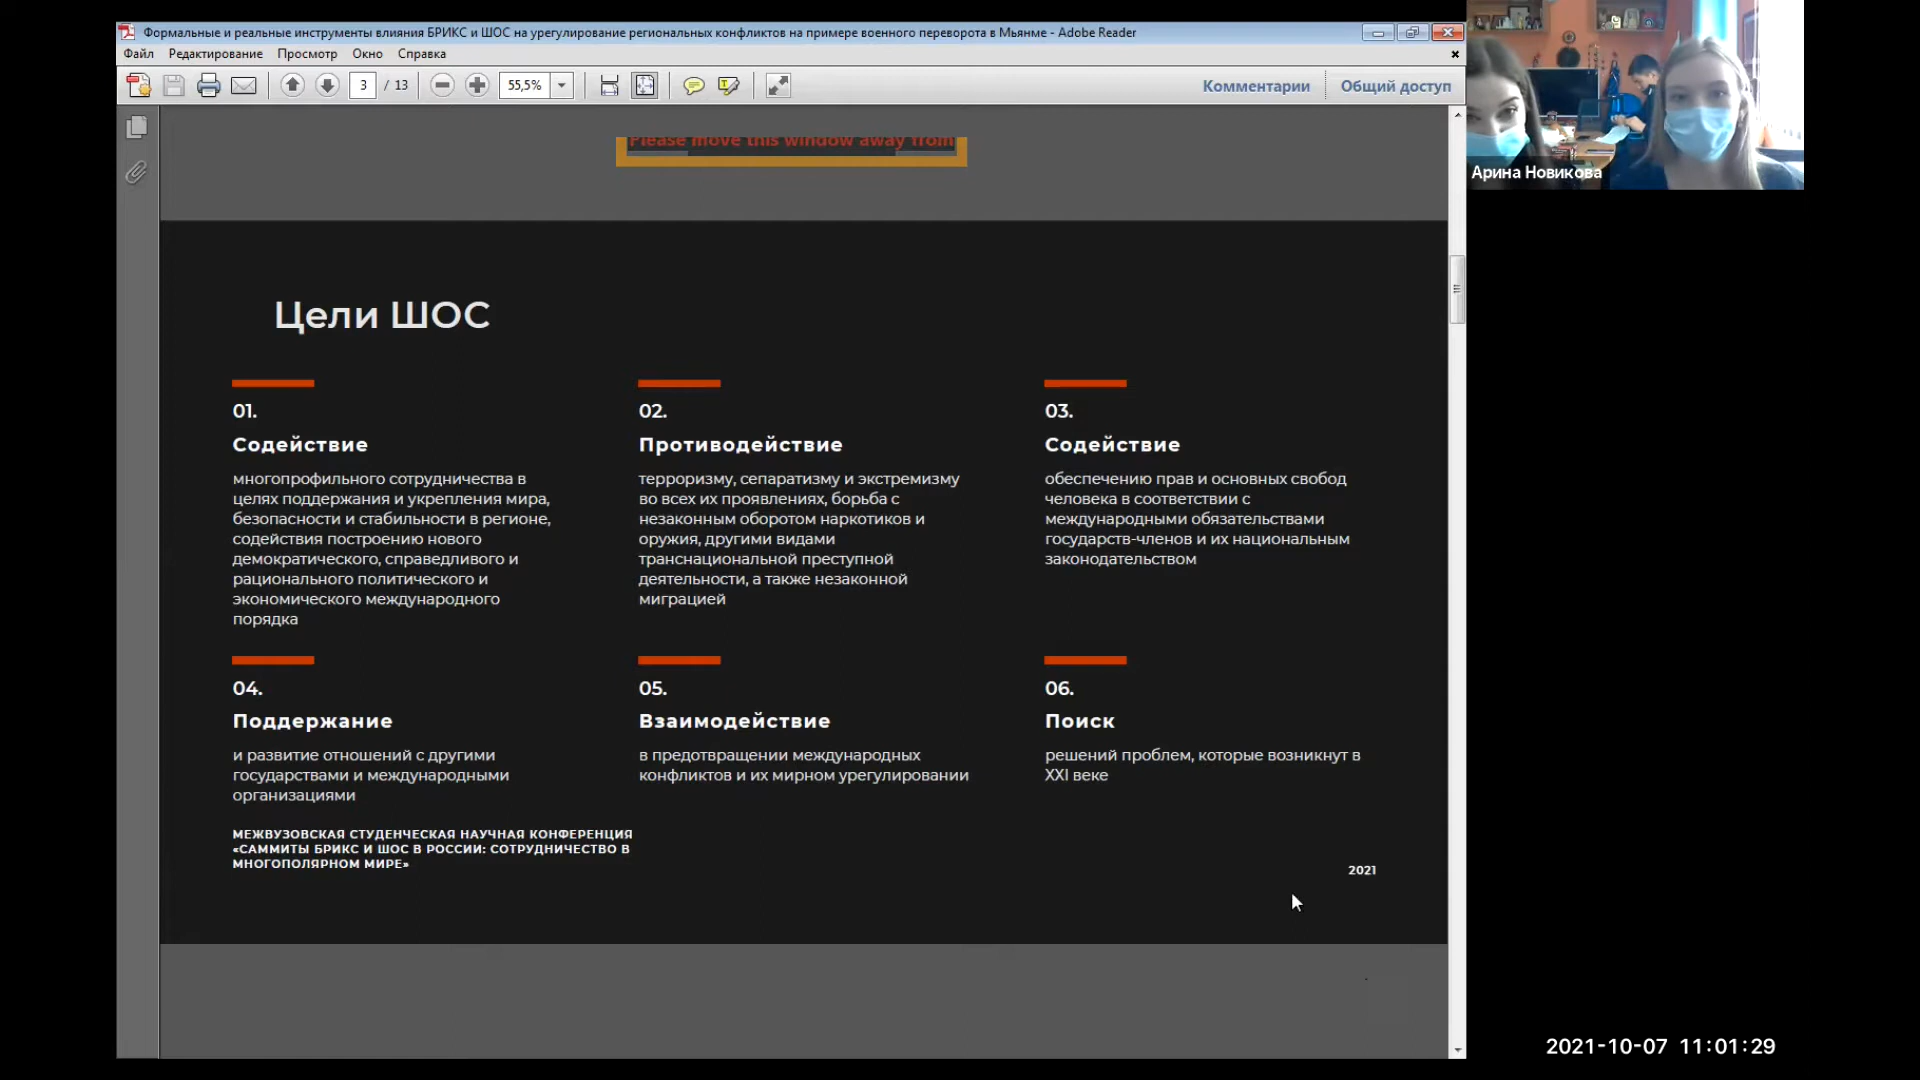 Формальные и реальные инструменты влияния БРИКС и ШОС на урегулирование региональных конфликтов на примере военного переворота в Мьянме - Adobe Reader
Файл Редактирование Просмотр Окно Справка
3 / 13 55,5% Комментарии Общий доступ
Please move this window away from
Арина Новикова
Цели ШОС
01.
Содействие
многопрофильного сотрудничества в
целях поддержания и укрепления мира,
безопасности и стабильности в регионе,
содействия построению нового
демократического, справедливого и
рационального политического и
экономического международного
порядка
02.
Противодействие
терроризму, сепаратизму и экстремизму
во всех их проявлениях, борьба с
незаконным оборотом наркотиков и
оружия, другими видами
транснациональной преступной
деятельности, а также незаконной
миграцией
03.
Содействие
обеспечению прав и основных свобод
человека в соответствии с
международными обязательствами
государств-членов и их национальным
законодательством
04.
Поддержание
и развитие отношений с другими
государствами и международными
организациями
05.
Взаимодействие
в предотвращении международных
конфликтов и их мирном урегулировании
06.
Поиск
решений проблем, которые возникнут в
XXI веке
МЕЖВУЗОВСКАЯ СТУДЕНЧЕСКАЯ НАУЧНАЯ КОНФЕРЕНЦИЯ
«САММИТЫ БРИКС И ШОС В РОССИИ: СОТРУДНИЧЕСТВО В
МНОГОПОЛЯРНОМ МИРЕ»
2021
2021-10-07 11:01:29